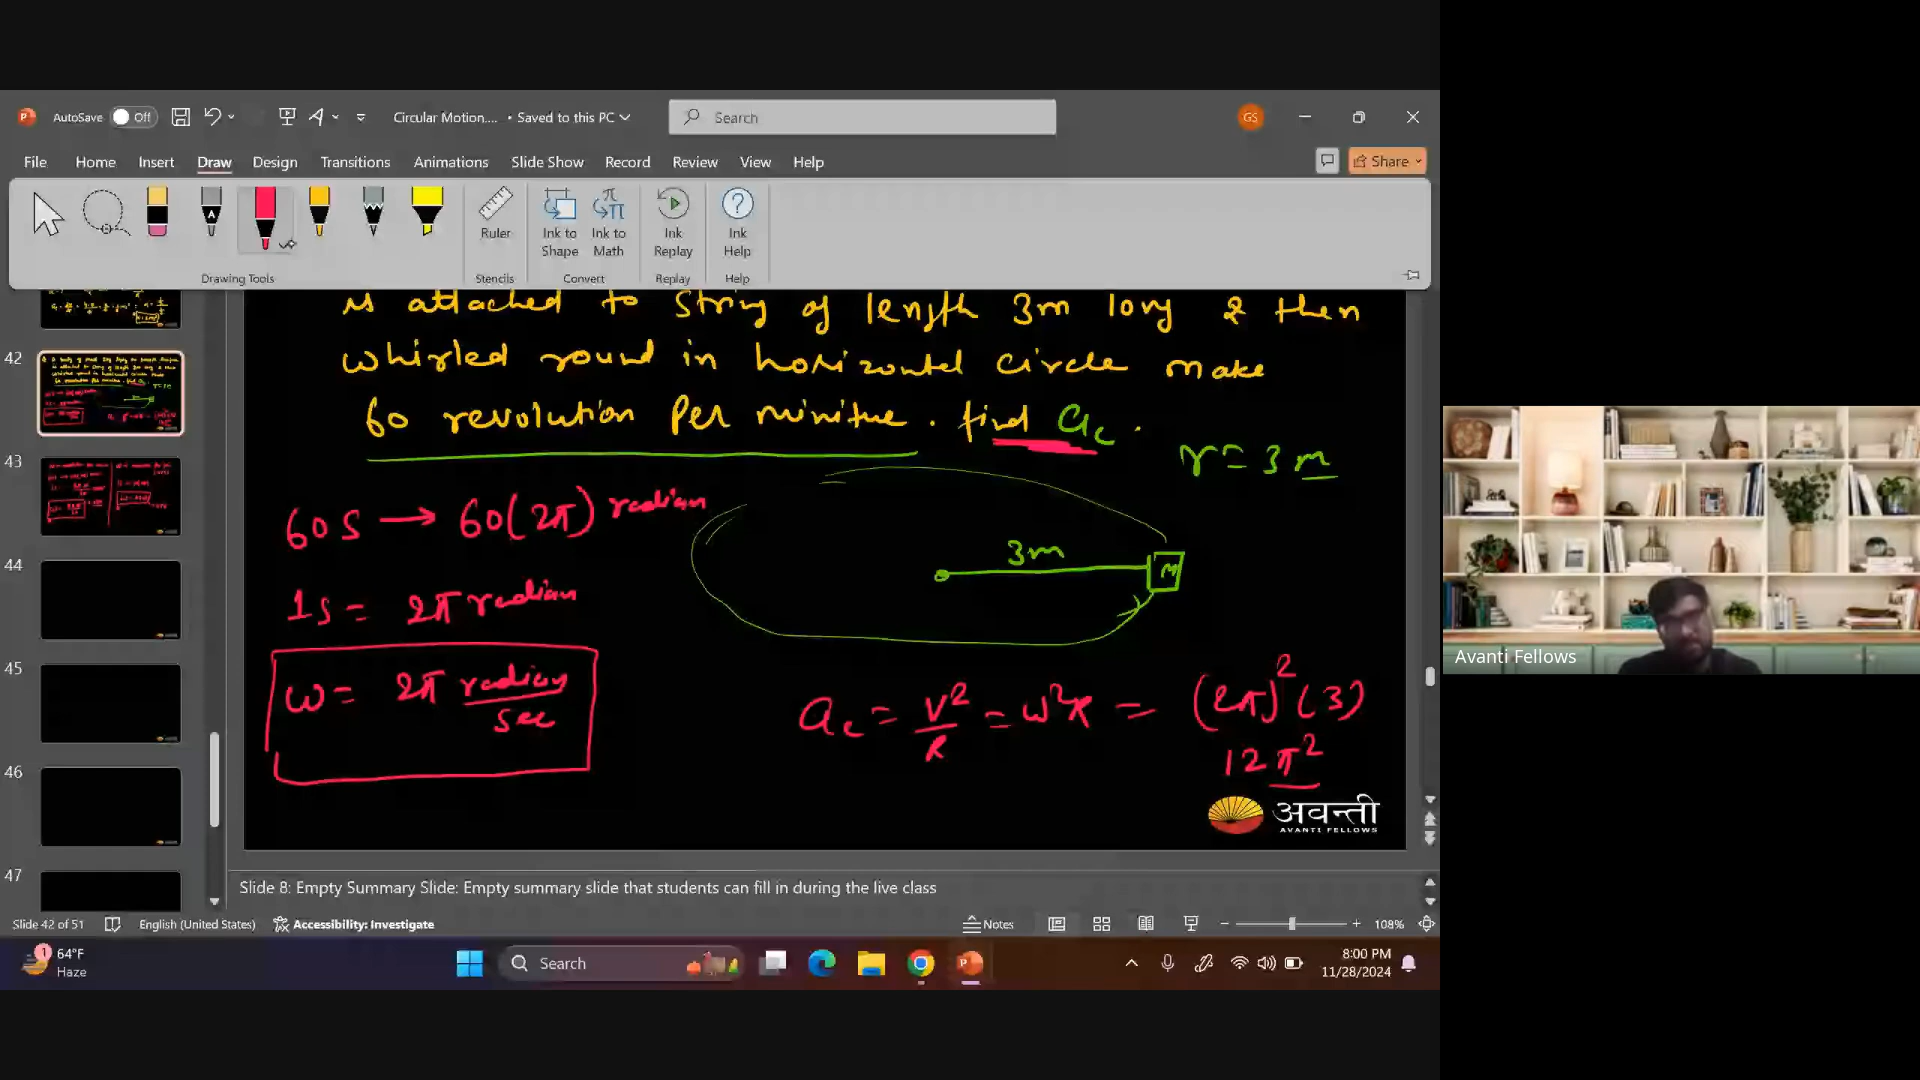 AutoSave Off Circular Motion.... • Saved to this PC Search GS
File Home Insert Draw Design Transitions Animations Slide Show Record Review View Help Share
Ruler Ink to Shape Ink to Math Ink Replay Ink Help
Drawing Tools Stencils Convert Replay Help
is attached to string of length 3m long & then
whirled round in horizontal circle make
60 revolution Per minitue. find ac.
r = 3 m
60 S → 60(2π) radian
3m
M
1s = 2π radian
ω = 2π radian/sec
ac = v²/R = ω²r = (2π)²(3)
12π²
अवन्ती
AVANTI FELLOWS
42
43
44
45
46
47
Slide 8: Empty Summary Slide: Empty summary slide that students can fill in during the live class
Slide 42 of 51 English (United States) Accessibility: Investigate Notes 108%
1 64°F
Haze
Search
8:00 PM
11/28/2024
Avanti Fellows